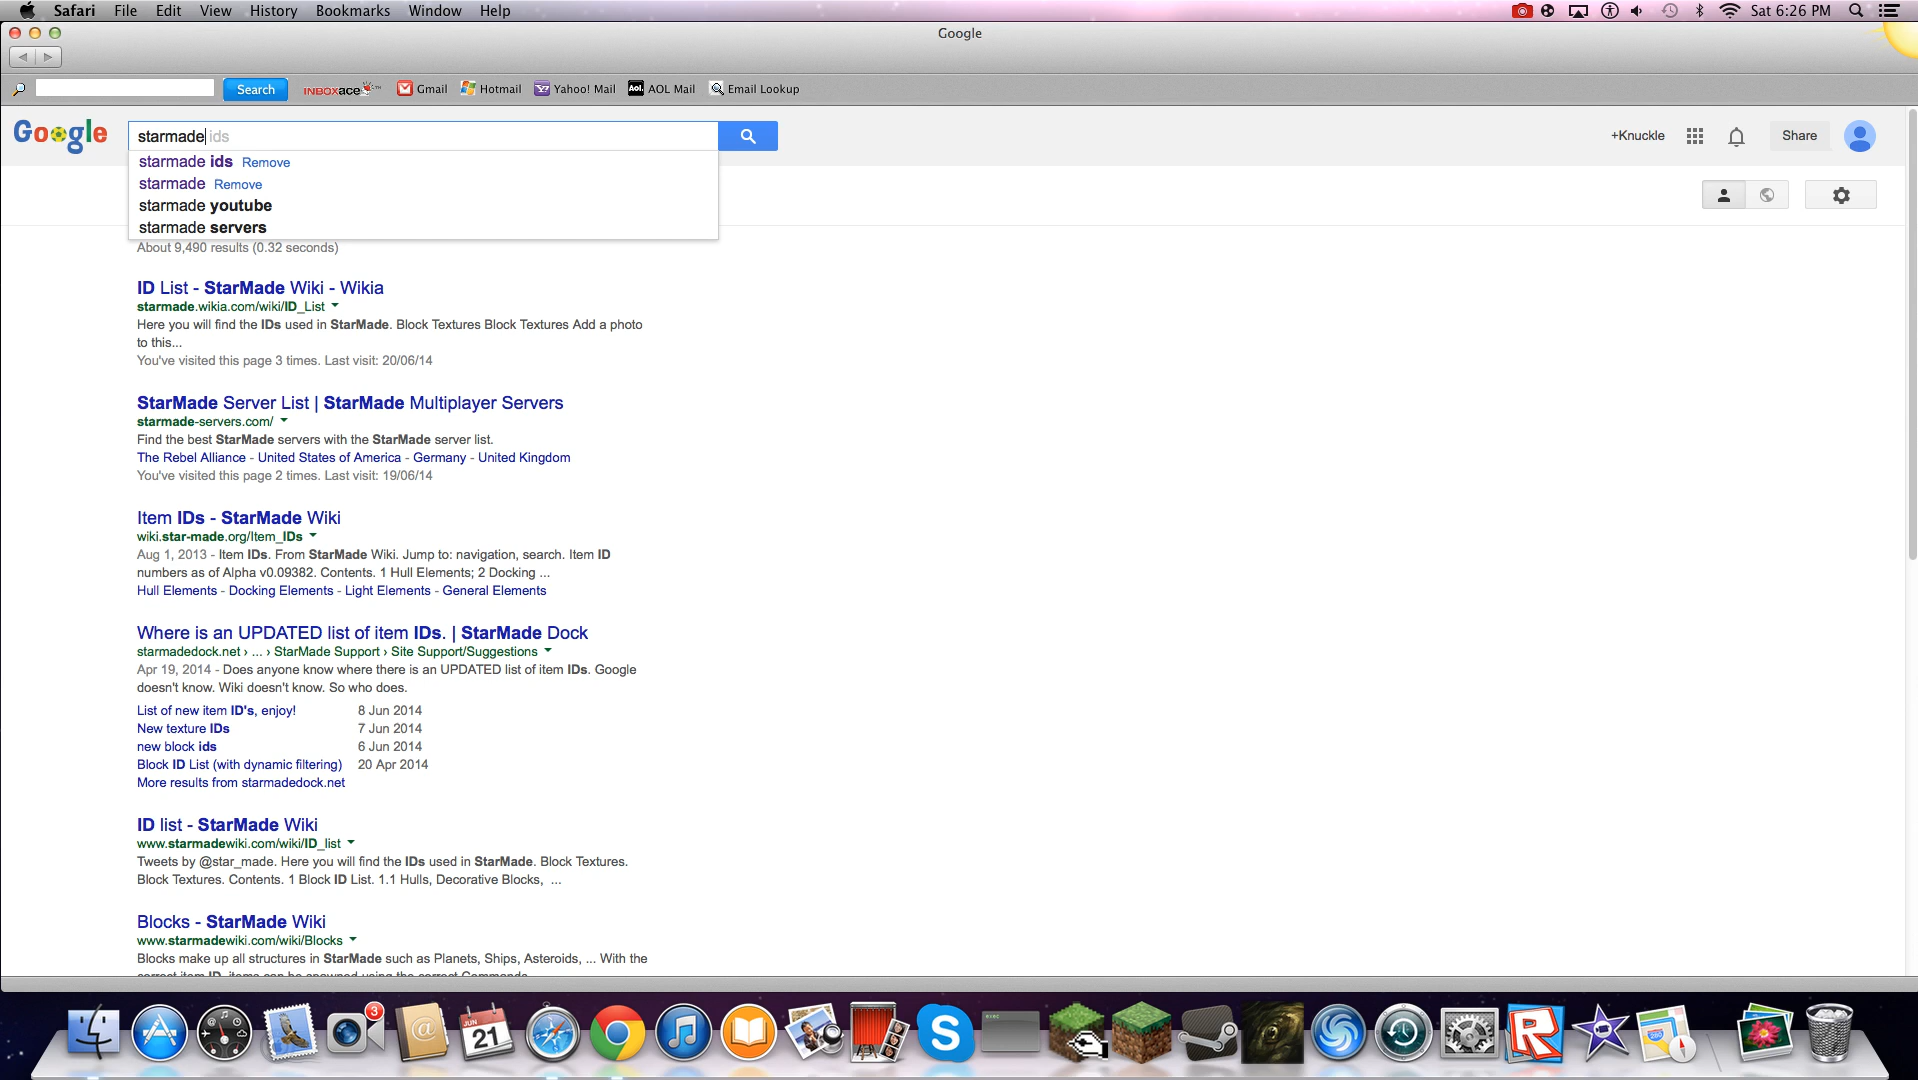 Safari File Edit View History Bookmarks Window Help Sat 6:26 PM
Google
Search INBOXace Gmail Hotmail Yahoo! Mail AOL Mail Email Lookup
Google starmade ids +Knuckle Share
starmade ids Remove
starmade Remove
starmade youtube
starmade servers
About 9,490 results (0.32 seconds)
ID List - StarMade Wiki - Wikia
starmade.wikia.com/wiki/ID_List
Here you will find the IDs used in StarMade. Block Textures Block Textures Add a photo
to this...
You've visited this page 3 times. Last visit: 20/06/14
StarMade Server List | StarMade Multiplayer Servers
starmade-servers.com/
Find the best StarMade servers with the StarMade server list.
The Rebel Alliance - United States of America - Germany - United Kingdom
You've visited this page 2 times. Last visit: 19/06/14
Item IDs - StarMade Wiki
wiki.star-made.org/Item_IDs
Aug 1, 2013 - Item IDs. From StarMade Wiki. Jump to: navigation, search. Item ID
numbers as of Alpha v0.09382. Contents. 1 Hull Elements; 2 Docking ...
Hull Elements - Docking Elements - Light Elements - General Elements
Where is an UPDATED list of item IDs. | StarMade Dock
starmadedock.net › ... › StarMade Support › Site Support/Suggestions
Apr 19, 2014 - Does anyone know where there is an UPDATED list of item IDs. Google
doesn't know. Wiki doesn't know. So who does.
List of new item ID's, enjoy! 8 Jun 2014
New texture IDs 7 Jun 2014
new block ids 6 Jun 2014
Block ID List (with dynamic filtering) 20 Apr 2014
More results from starmadedock.net
ID list - StarMade Wiki
www.starmadewiki.com/wiki/ID_list
Tweets by @star_made. Here you will find the IDs used in StarMade. Block Textures.
Block Textures. Contents. 1 Block ID List. 1.1 Hulls, Decorative Blocks, ...
Blocks - StarMade Wiki
www.starmadewiki.com/wiki/Blocks
Blocks make up all structures in StarMade such as Planets, Ships, Asteroids, ... With the
correct item ID, items can be spawned using the correct Commands.
3
JUN
21